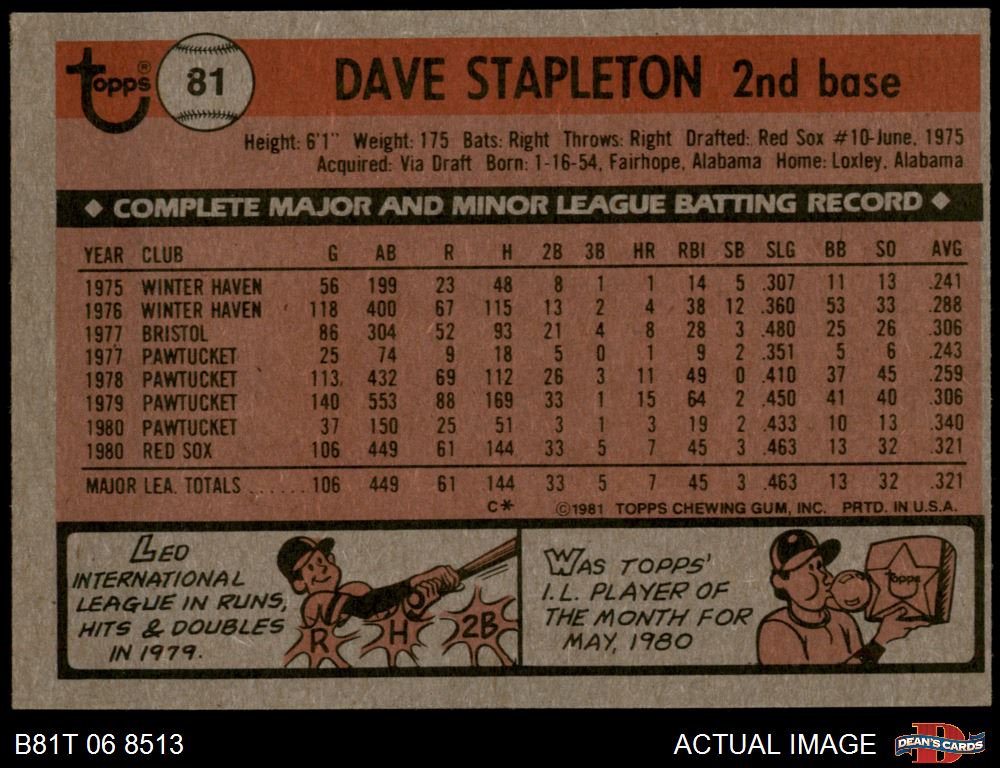 Topps® 81 DAVE STAPLETON 2nd base
Height: 6'1" Weight: 175 Bats: Right Throws: Right Drafted: Red Sox #10-June, 1975
Acquired: Via Draft Born: 1-16-54, Fairhope, Alabama Home: Loxley, Alabama
◆ COMPLETE MAJOR AND MINOR LEAGUE BATTING RECORD ◆
YEAR CLUB G AB R H 2B 3B HR RBI SB SLG BB SO AVG
1975 WINTER HAVEN 56 199 23 48 8 1 1 14 5 .307 11 13 .241
1976 WINTER HAVEN 118 400 67 115 13 2 4 38 12 .360 53 33 .288
1977 BRISTOL 86 304 52 93 21 4 8 28 3 .480 25 26 .306
1977 PAWTUCKET 25 74 9 18 5 0 1 9 2 .351 5 6 .243
1978 PAWTUCKET 113 432 69 112 26 3 11 49 0 .410 37 45 .259
1979 PAWTUCKET 140 553 88 169 33 1 15 64 2 .450 41 40 .306
1980 PAWTUCKET 37 150 25 51 3 1 3 19 2 .433 10 13 .340
1980 RED SOX 106 449 61 144 33 5 7 45 3 .463 13 32 .321
MAJOR LEA. TOTALS ....... 106 449 61 144 33 5 7 45 3 .463 13 32 .321
C* ©1981 TOPPS CHEWING GUM, INC. PRTD. IN U.S.A.
LED
INTERNATIONAL
LEAGUE IN RUNS,
HITS & DOUBLES
IN 1979.
R H 2B
WAS TOPPS'
I.L. PLAYER OF
THE MONTH FOR
MAY, 1980
Topps
B81T 06 8513
ACTUAL IMAGE
D
DEAN'S CARDS